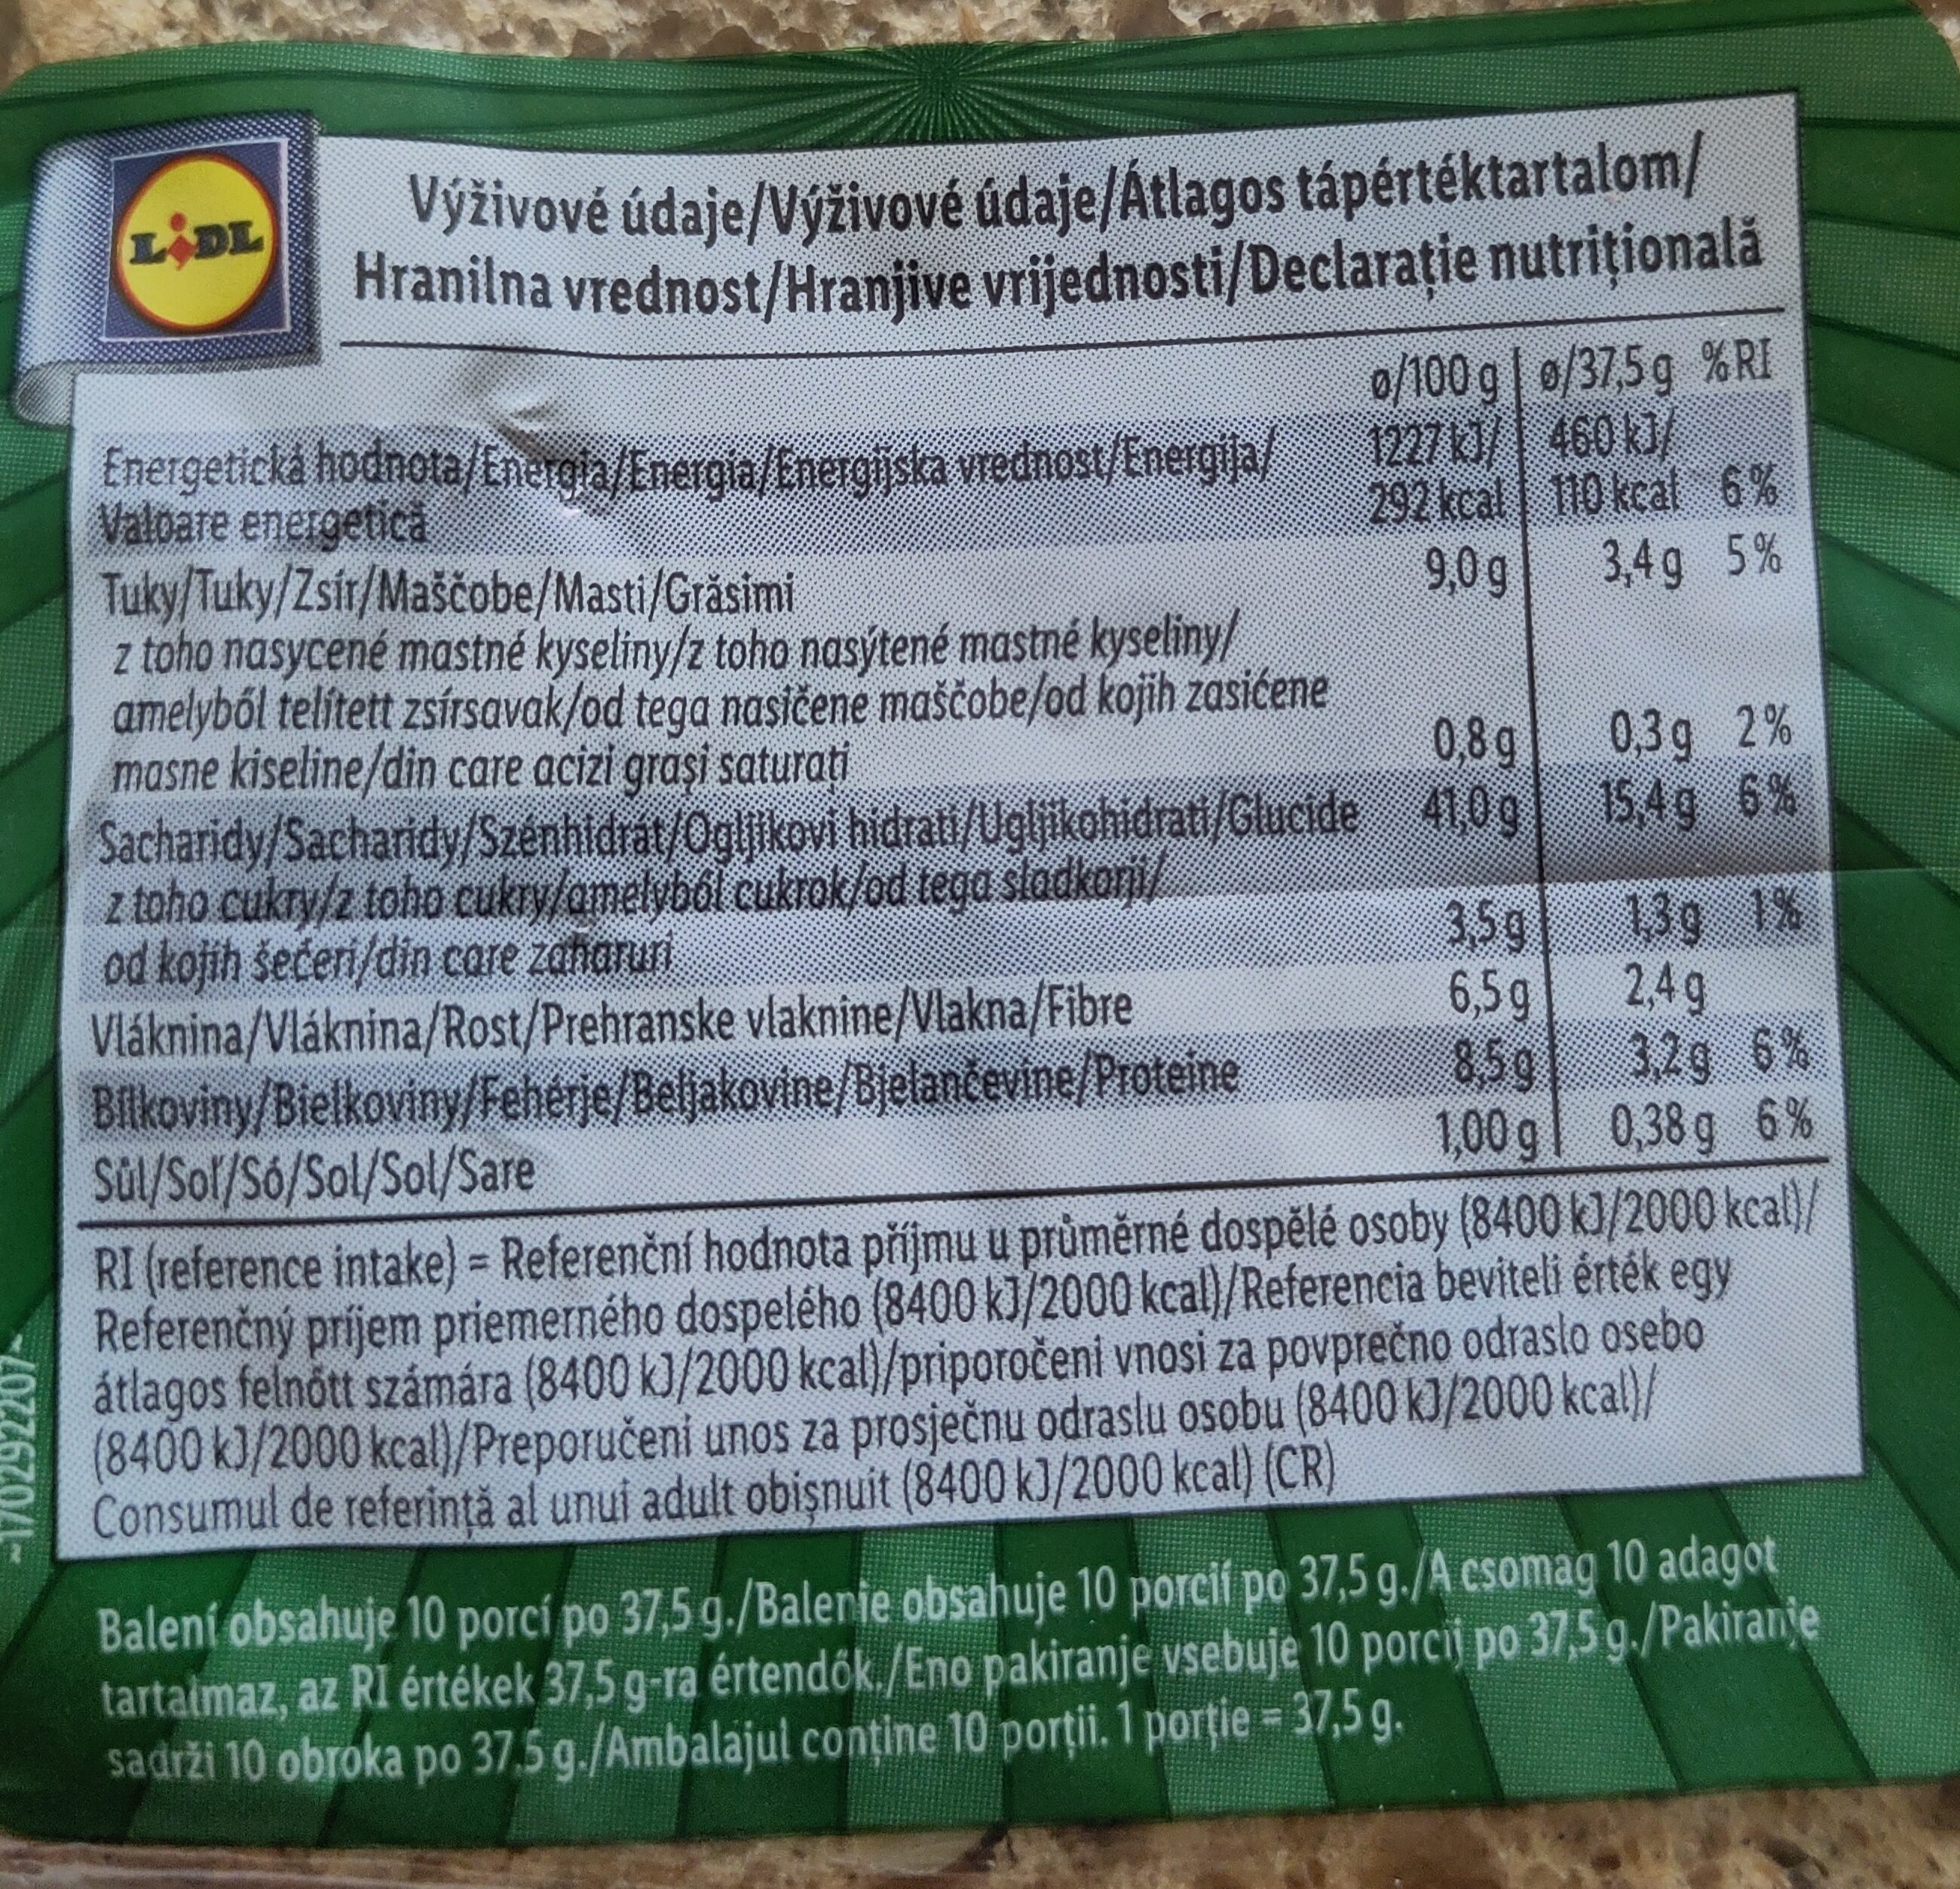 LiDL
Výživové údaje/Výživové údaje/Átlagos tápértéktartalom/
Hranilna vrednost/Hranjive vrijednosti/Declarație nutrițională
ø/100 g ø/37,5 g %RI
Energetická hodnota/Energia/Energia/Energijska vrednost/Energija/ 1227 kJ/ 460 kJ/
Valoare energetică 292 kcal 110 kcal 6%
Tuky/Tuky/Zsír/Maščobe/Masti/Grăsimi 9,0 g 3,4 g 5%
z toho nasycené mastné kyseliny/z toho nasýtené mastné kyseliny/
amelyből telített zsírsavak/od tega nasičene maščobe/od kojih zasićene
masne kiseline/din care acizi grași saturați 0,8 g 0,3 g 2%
Sacharidy/Sacharidy/Szénhidrát/Ogljikovi hidrati/Ugljikohidrati/Glucide 41,0 g 15,4 g 6%
z toho cukry/z toho cukry/amelyből cukrok/od tega sladkorji/
od kojih šećeri/din care zaharuri 3,5 g 1,3 g 1%
Vláknina/Vláknina/Rost/Prehranske vlaknine/Vlakna/Fibre 6,5 g 2,4 g
Bílkoviny/Bielkoviny/Fehérje/Beljakovine/Bjelančevine/Proteine 8,5 g 3,2 g 6%
Sůl/Soľ/Só/Sol/Sol/Sare 1,00 g 0,38 g 6%
RI (reference intake) = Referenční hodnota příjmu u průměrné dospělé osoby (8400 kJ/2000 kcal)/
Referenčný príjem priemerného dospelého (8400 kJ/2000 kcal)/Referencia beviteli érték egy
átlagos felnőtt számára (8400 kJ/2000 kcal)/priporočeni vnosi za povprečno odraslo osebo
(8400 kJ/2000 kcal)/Preporučeni unos za prosječnu odraslu osobu (8400 kJ/2000 kcal)/
Consumul de referință al unui adult obișnuit (8400 kJ/2000 kcal) (CR)
Balení obsahuje 10 porcí po 37,5 g./Balenie obsahuje 10 porcií po 37,5 g./A csomag 10 adagot
tartalmaz, az RI értékek 37,5 g-ra értendők./Eno pakiranje vsebuje 10 porcij po 37,5 g./Pakiranje
sadrži 10 obroka po 37,5 g./Ambalajul conține 10 porții. 1 porție = 37,5 g.
~1702922207~